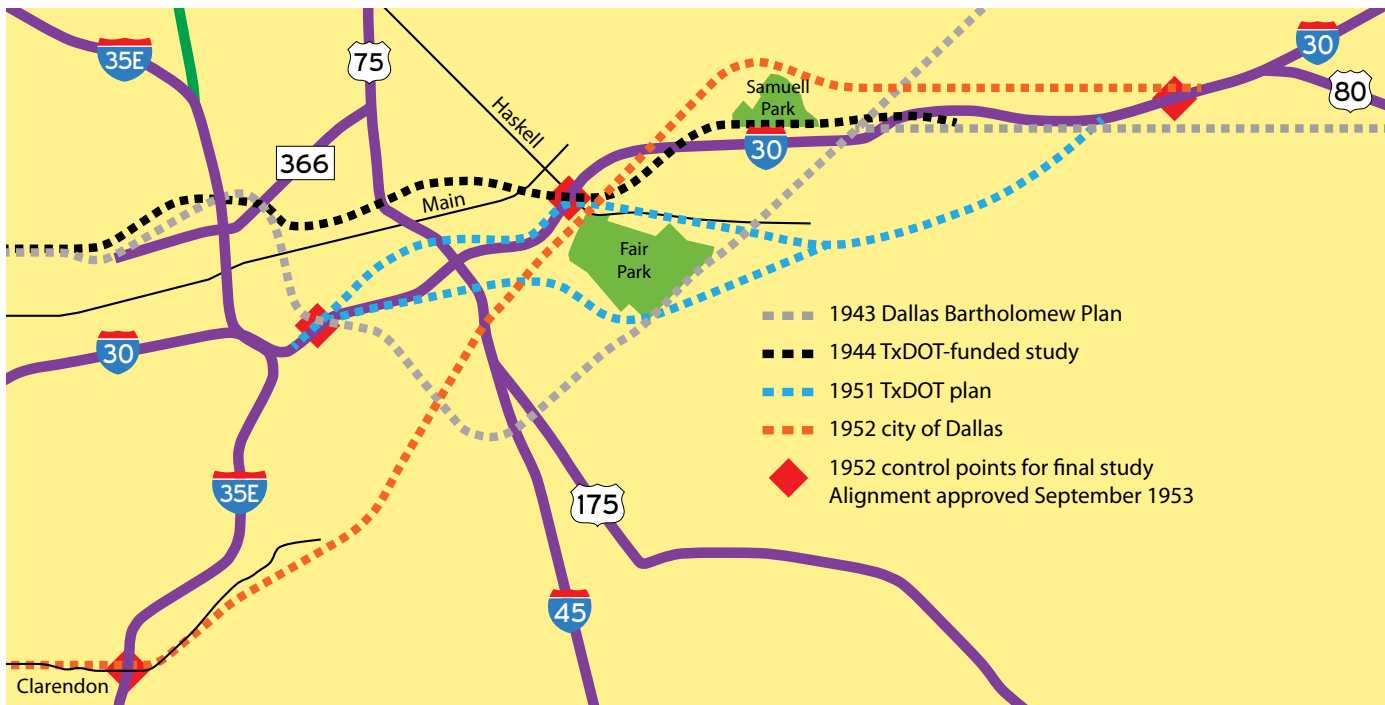 35E
75
30
80
Samuell
Park
Haskell
366
30
Main
Fair
Park
30
1943 Dallas Bartholomew Plan
1944 TxDOT-funded study
1951 TxDOT plan
1952 city of Dallas
1952 control points for final study
Alignment approved September 1953
35E
175
45
Clarendon